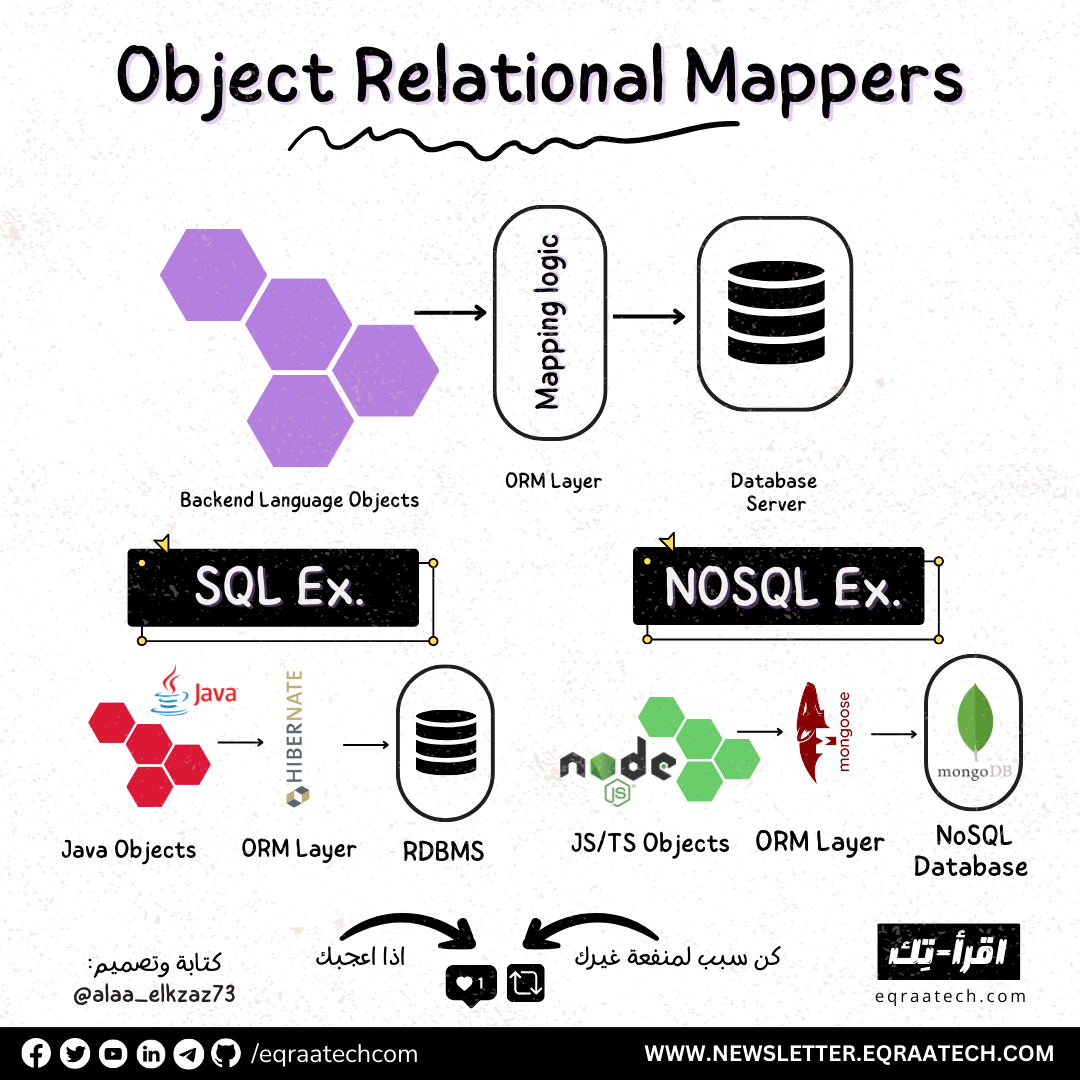 Object Relational Mappers
Mapping logic
Backend Language Objects
ORM Layer
Database
Server
SQL Ex.
NOSQL Ex.
Java
HIBERNATE
node
JS
mongoose
mongoDB
Java Objects
ORM Layer
RDBMS
JS/TS Objects
ORM Layer
NoSQL
Database
كتابة وتصميم:
@alaa_elkzaz73
اذا اعجبك
1
كن سبب لمنفعة غيرك
اقرأ-تِك
eqraatech.com
/eqraatechcom
WWW.NEWSLETTER.EQRAATECH.COM